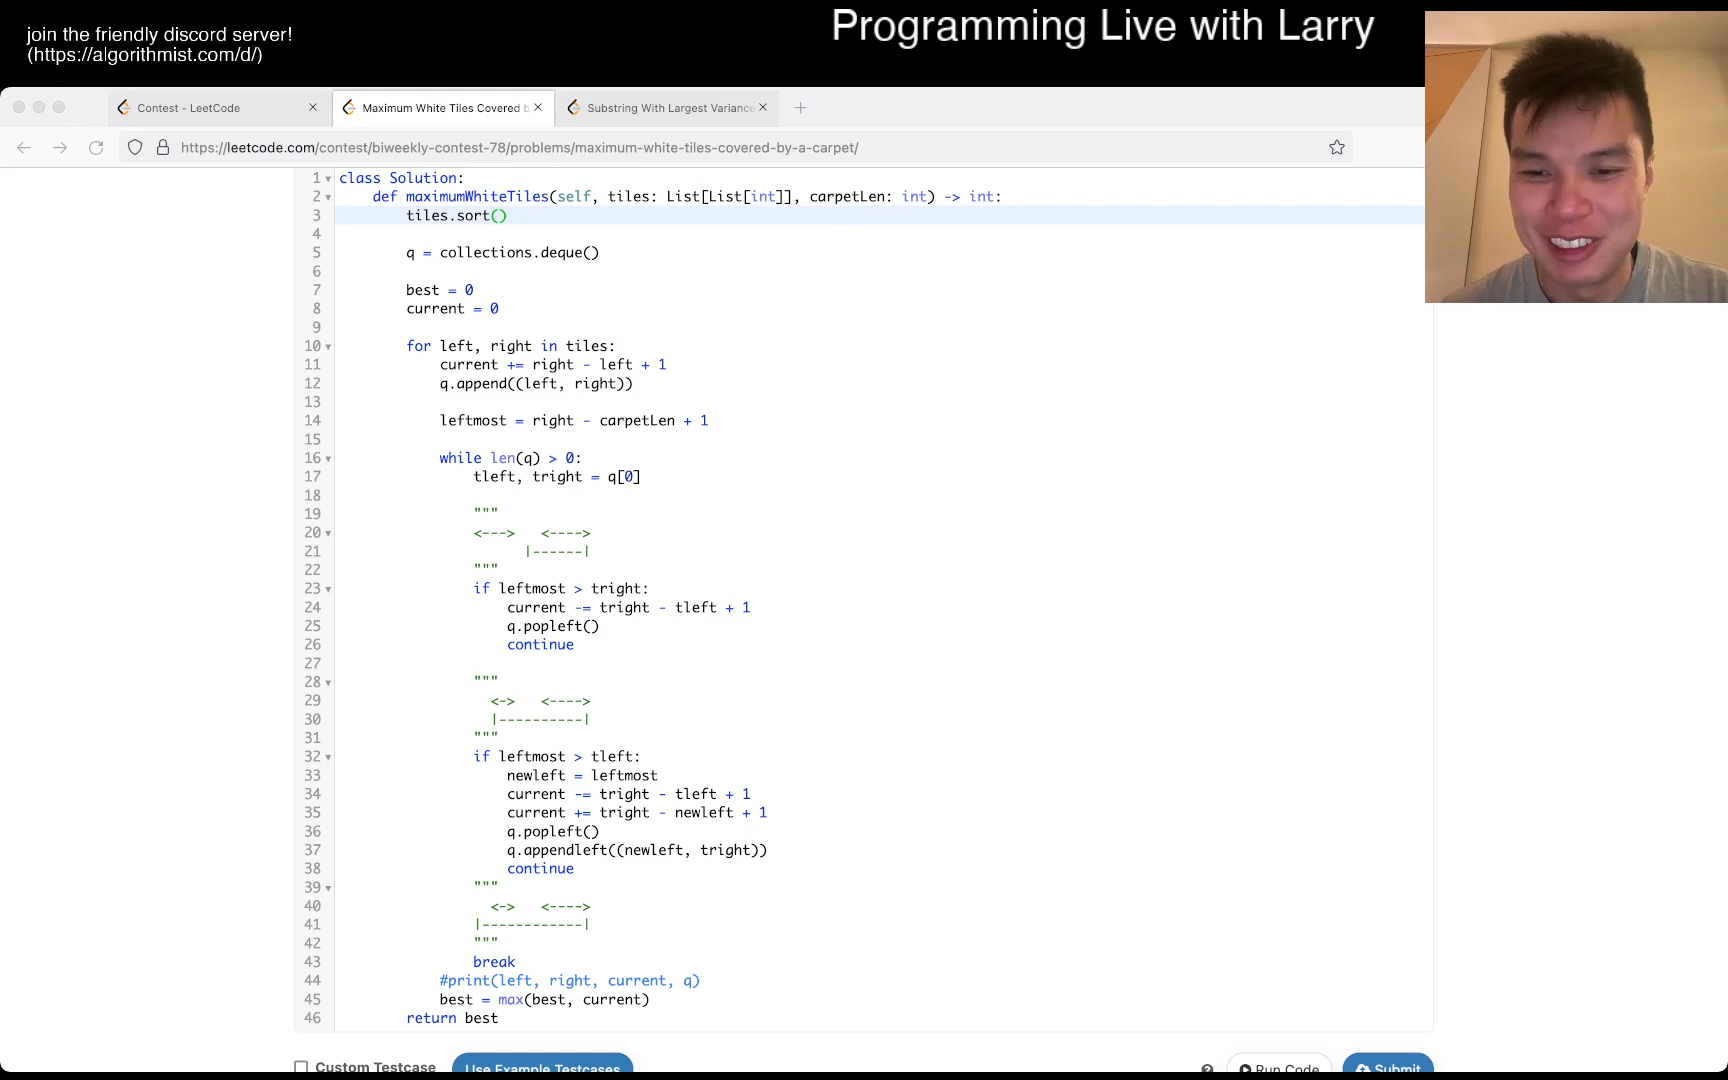 join the friendly discord server!
(https://algorithmist.com/d/)
Programming Live with Larry
Contest - LeetCode
Maximum White Tiles Covered b
Substring With Largest Variance
https://leetcode.com/contest/biweekly-contest-78/problems/maximum-white-tiles-covered-by-a-carpet/
1 class Solution:
2 def maximumWhiteTiles(self, tiles: List[List[int]], carpetLen: int) -> int:
3 tiles.sort()
4
5 q = collections.deque()
6
7 best = 0
8 current = 0
9
10 for left, right in tiles:
11 current += right - left + 1
12 q.append((left, right))
13
14 leftmost = right - carpetLen + 1
15
16 while len(q) > 0:
17 tleft, tright = q[0]
18
19 """
20 <---> <---->
21 |------|
22 """
23 if leftmost > tright:
24 current -= tright - tleft + 1
25 q.popleft()
26 continue
27
28 """
29 <-> <---->
30 |----------|
31 """
32 if leftmost > tleft:
33 newleft = leftmost
34 current -= tright - tleft + 1
35 current += tright - newleft + 1
36 q.popleft()
37 q.appendleft((newleft, tright))
38 continue
39 """
40 <-> <---->
41 |------------|
42 """
43 break
44 #print(left, right, current, q)
45 best = max(best, current)
46 return best
Custom Testcase
Use Example Testcases
Run Code
Submit